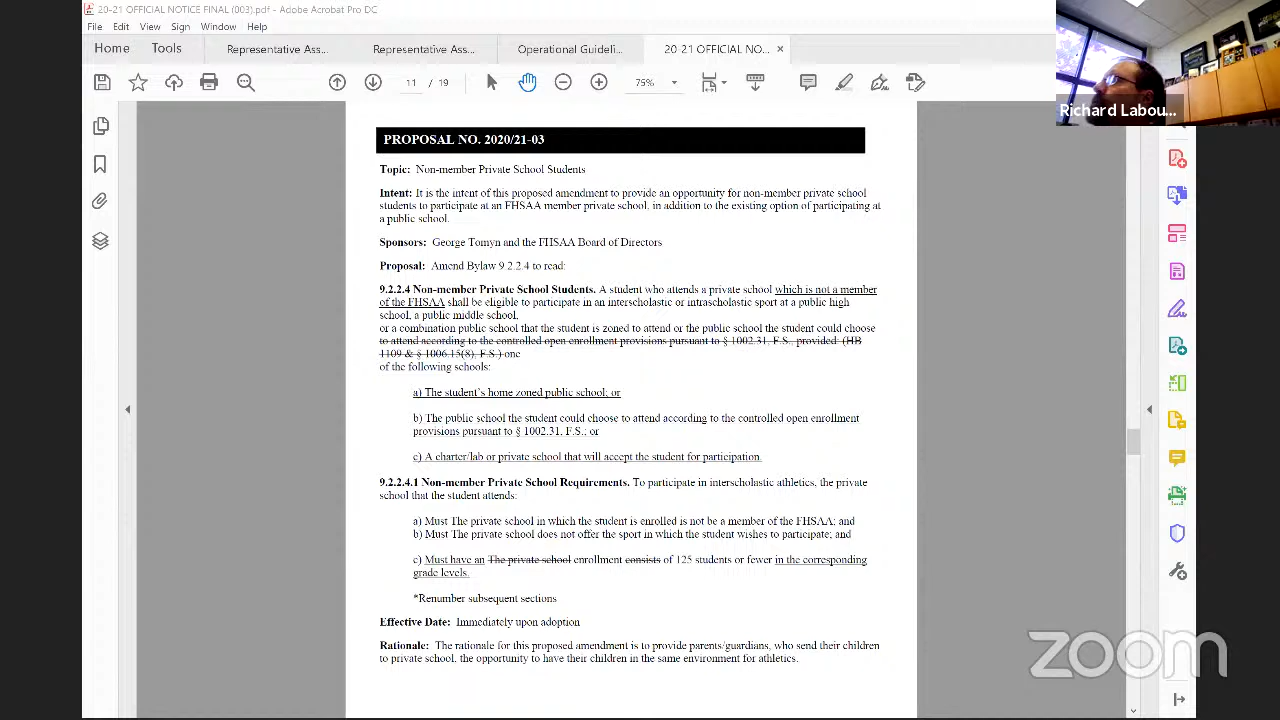 20-21 OFFICIAL NOTICE FINAL (003).pdf - Adobe Acrobat Pro DC
File Edit View Sign Window Help
Home Tools Representative Ass... Representative Ass... Operational Guideli... 20-21 OFFICIAL NO... ×
11 / 19 75%
Richard Labou...
PROPOSAL NO. 2020/21-03
Topic: Non-member Private School Students
Intent: It is the intent of this proposed amendment to provide an opportunity for non-member private school
students to participate at an FHSAA member private school, in addition to the existing option of participating at
a public school.
Sponsors: George and the FHSAA Board of Directors
Proposal: Amend Bylaw 9.2.2.4 to read:
9.2.2.4 Non-member Private School Students. A student who attends a private school which is not a member
of the FHSAA shall be eligible to participate in an interscholastic or intrascholastic sport at a public high
school, a public middle school,
or a combination public school that the student is zoned to attend or the public school the student could choose
to attend according to the controlled open enrollment provisions pursuant to § 1002.31, F.S., provided: (HB
1109 & § 1006.15(8), F.S.) one
of the following schools:
a) The student's home zoned public school; or
b) The public school the student could choose to attend according to the controlled open enrollment
provisions pursuant to § 1002.31, F.S.; or
c) A charter/lab or private school that will accept the student for participation.
9.2.2.4.1 Non-member Private School Requirements. To participate in interscholastic athletics, the private
school that the student attends:
a) Must The private school in which the student is enrolled is not be a member of the FHSAA; and
b) Must The private school does not offer the sport in which the student wishes to participate; and
c) Must have an The private school enrollment consists of 125 students or fewer in the corresponding
grade levels.
*Renumber subsequent sections
Effective Date: Immediately upon adoption
Rationale: The rationale for this proposed amendment is to provide parents/guardians, who send their children
to private school, the opportunity to have their children in the same environment for athletics.
zoom